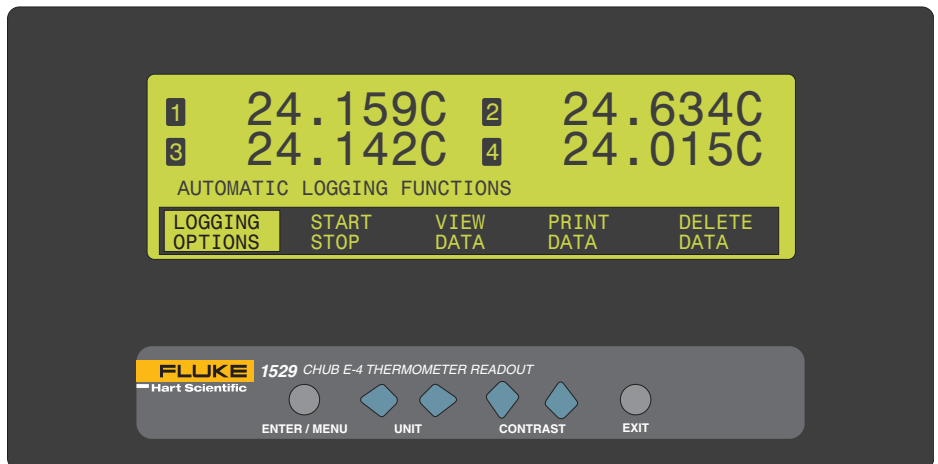 1 24.159C 2 24.634C
3 24.142C 4 24.015C
AUTOMATIC LOGGING FUNCTIONS
LOGGING START VIEW PRINT DELETE
OPTIONS STOP DATA DATA DATA
FLUKE 1529 CHUB E-4 THERMOMETER READOUT
Hart Scientific
ENTER / MENU UNIT CONTRAST EXIT